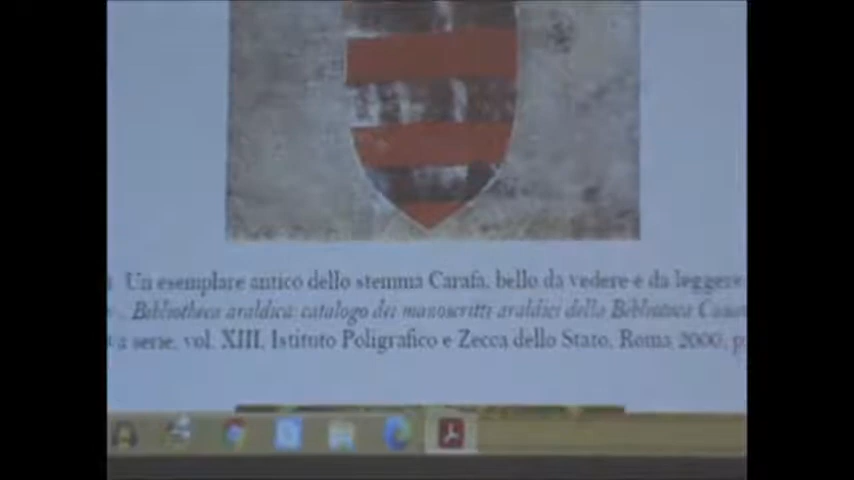 Un esemplare antico dello stemma Carafa, bello da vedere e da leggere
Bibliotheca araldica: catalogo dei manoscritti araldici della Biblioteca
a serie, vol. XIII, Istituto Poligrafico e Zecca dello Stato, Roma 2000, p